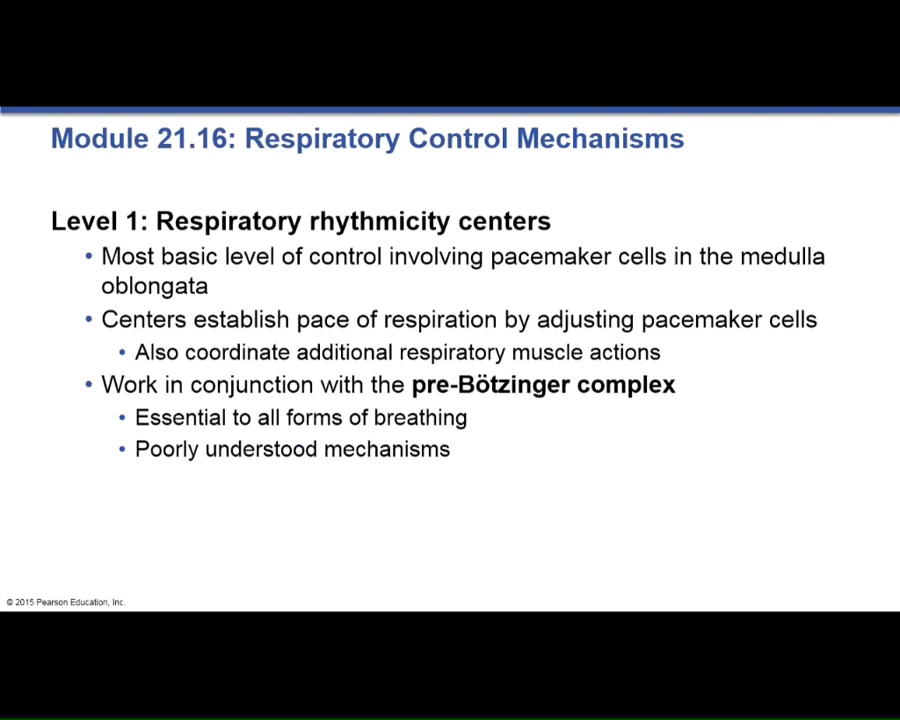 Module 21.16: Respiratory Control Mechanisms
Level 1: Respiratory rhythmicity centers
• Most basic level of control involving pacemaker cells in the medulla
oblongata
• Centers establish pace of respiration by adjusting pacemaker cells
• Also coordinate additional respiratory muscle actions
• Work in conjunction with the pre-Bötzinger complex
• Essential to all forms of breathing
• Poorly understood mechanisms
© 2015 Pearson Education, Inc.